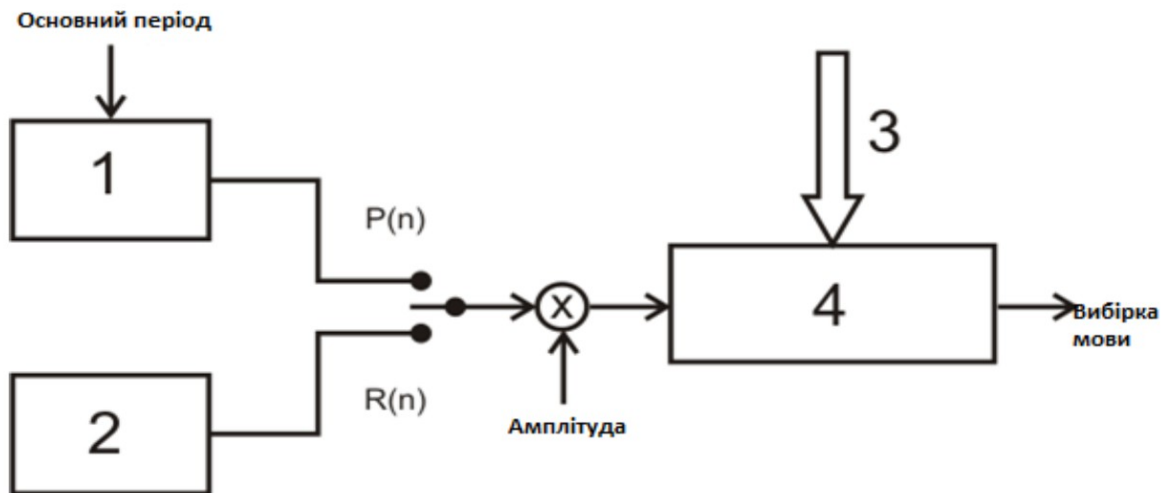 Основний період
1
3
P(n)
X
4
Вибірка
мови
R(n)
2
Амплітуда